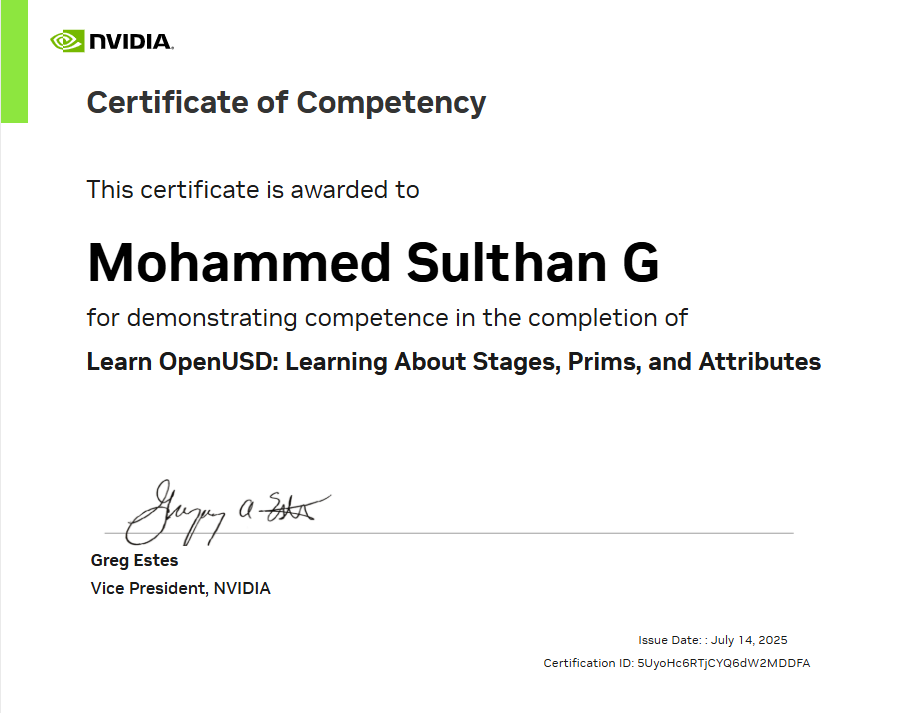 NVIDIA.
Certificate of Competency
This certificate is awarded to
Mohammed Sulthan G
for demonstrating competence in the completion of
Learn OpenUSD: Learning About Stages, Prims, and Attributes
Greg Estes
Vice President, NVIDIA
Issue Date: : July 14, 2025
Certification ID: 5UyoHc6RTjCYQ6dW2MDDFA